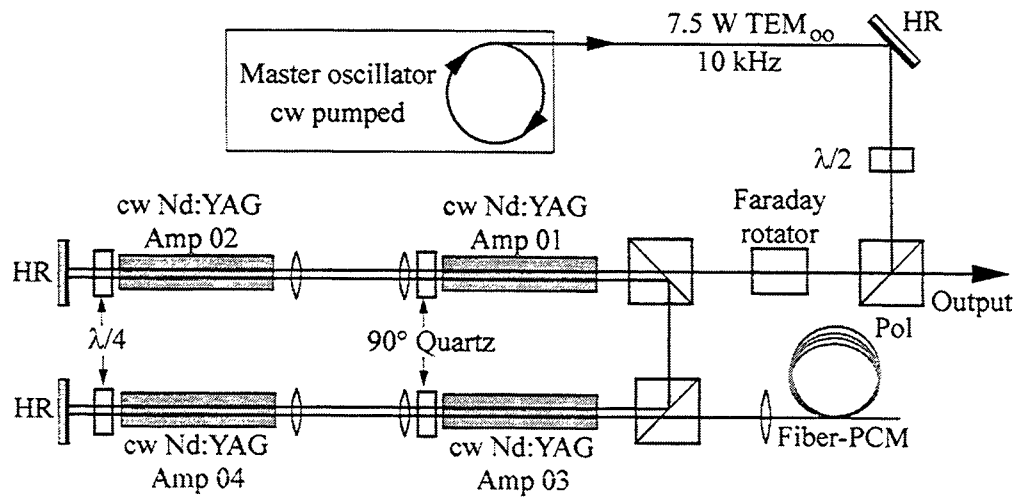 7.5 W TEMoo
HR
10 kHz
Master oscillator
cw pumped
λ/2
cw Nd:YAG
Amp 02
cw Nd:YAG
Amp 01
Faraday
rotator
HR
Output
Pol
λ/4
90° Quartz
HR
Fiber-PCM
cw Nd:YAG
Amp 04
cw Nd:YAG
Amp 03